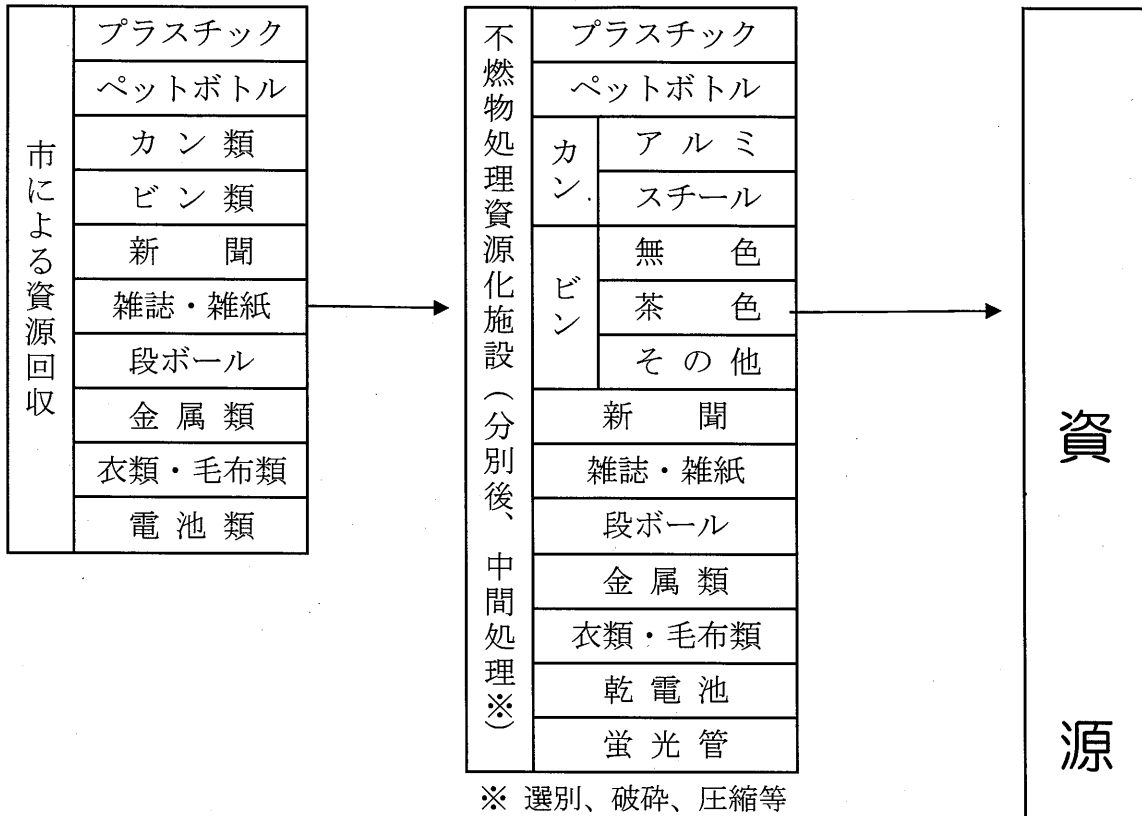 市による資源回収
プラスチック
ペットボトル
カン類
ビン類
新聞
雑誌・雑紙
段ボール
金属類
衣類・毛布類
電池類
不燃物処理資源化施設（分別後、中間処理※）
プラスチック
ペットボトル
カン
アルミ
スチール
ビン
無色
茶色
その他
新聞
雑誌・雑紙
段ボール
金属類
衣類・毛布類
乾電池
蛍光管
※ 選別、破砕、圧縮等
資源